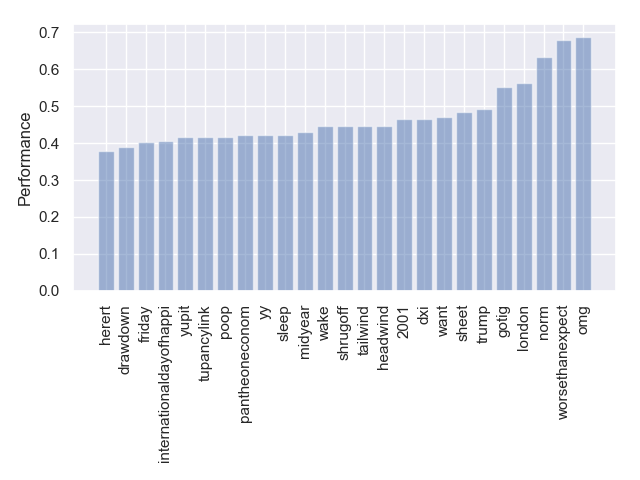 0.7
0.6
0.5
0.4
0.3
0.2
0.1
0.0
Performance
herert
drawdown
friday
internationaldayofhappi
yupit
tupancylink
poop
pantheoneconom
yy
sleep
midyear
wake
shrugoff
tailwind
headwind
2001
dxi
want
sheet
trump
gotig
london
norm
worsethanexpect
omg